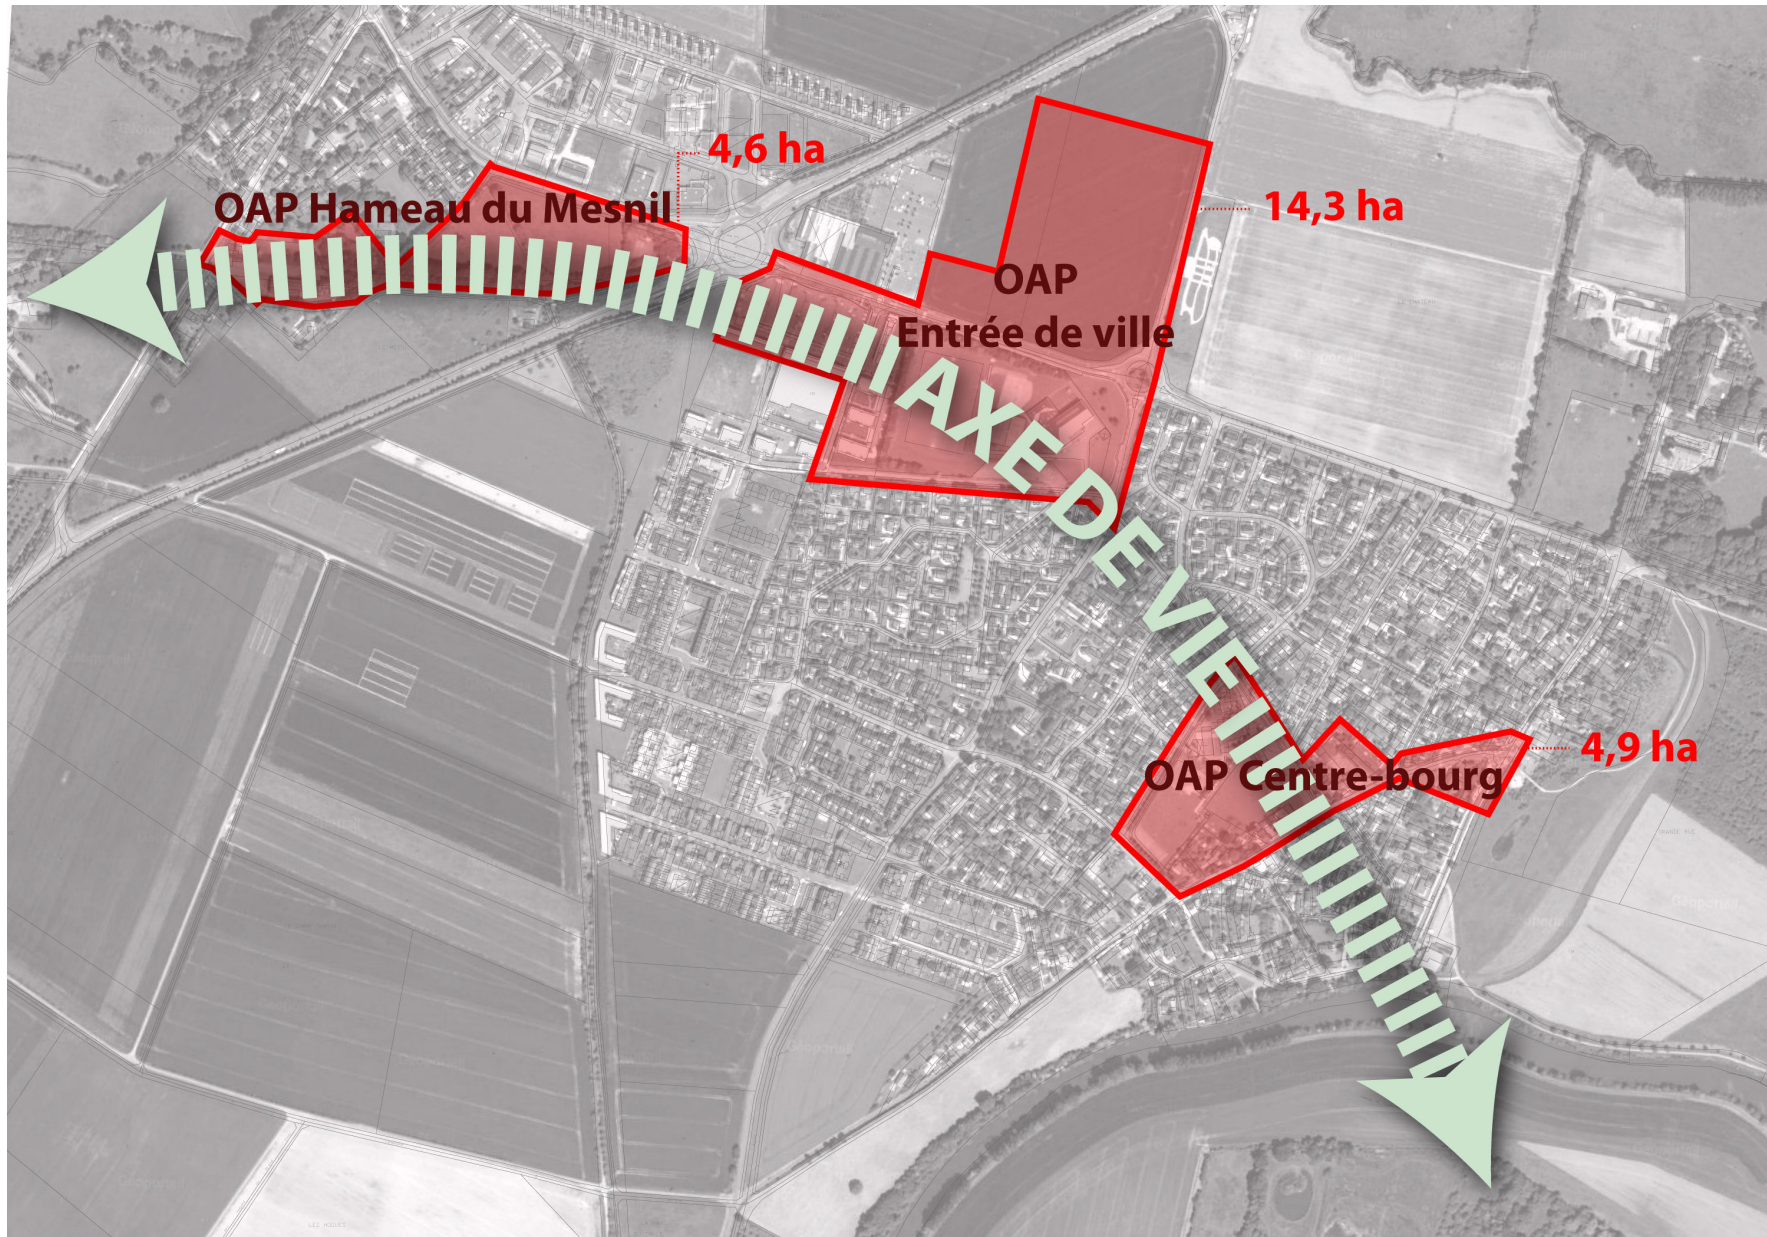 4,6 ha
OAP Hameau du Mesnil
14,3 ha
OAP
Entrée de ville
AXE DE VIE
4,9 ha
OAP Centre-bourg